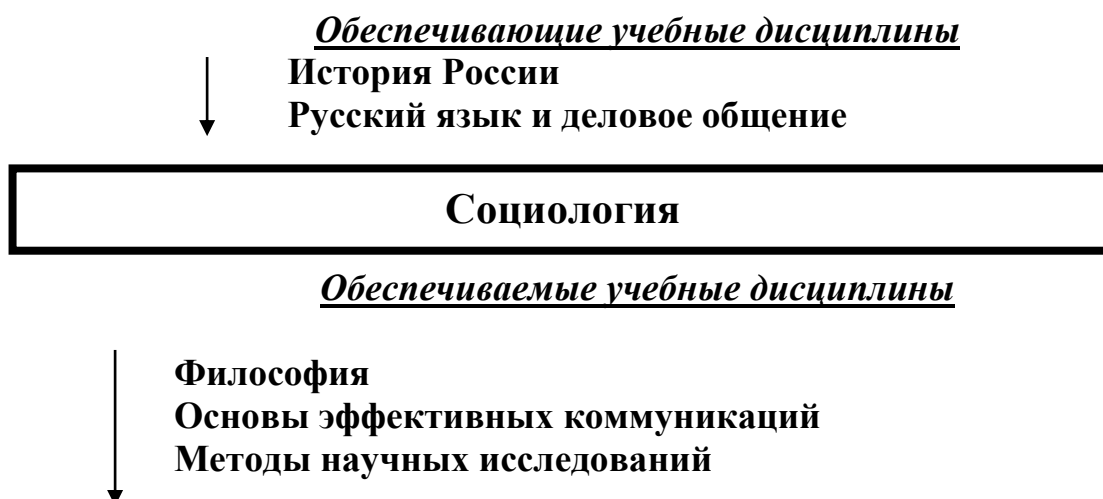 Обеспечивающие учебные дисциплины
История России
Русский язык и деловое общение
Социология
Обеспечиваемые учебные дисциплины
Философия
Основы эффективных коммуникаций
Методы научных исследований